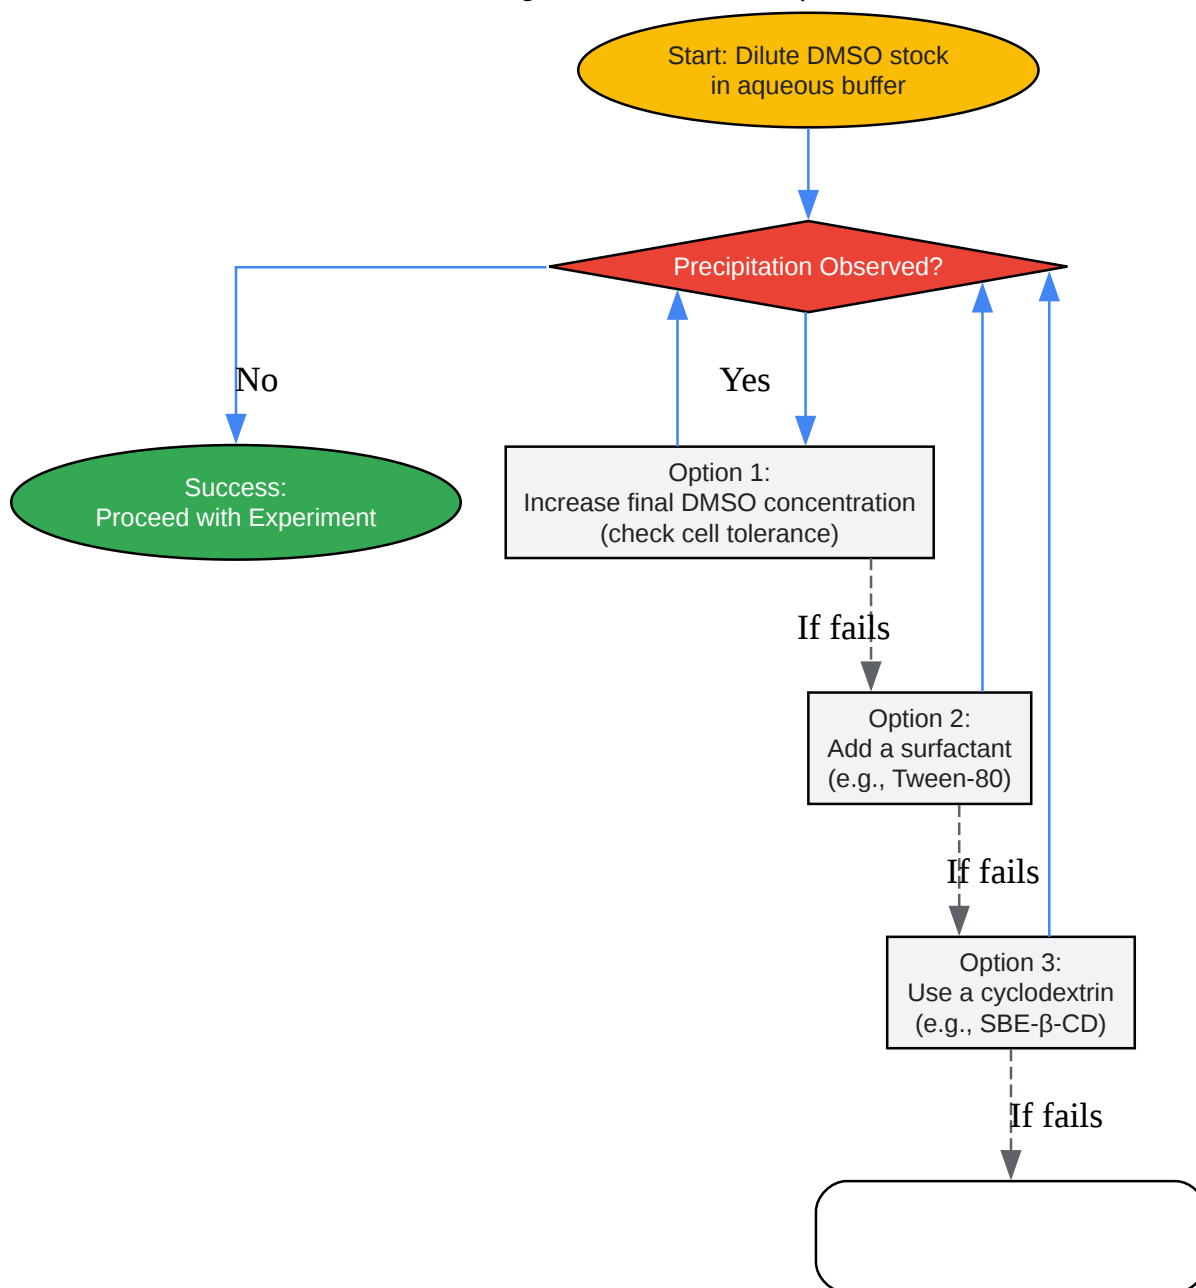 Start: Dilute DMSO stock
in aqueous buffer
Precipitation Observed?
No
Yes
Success:
Proceed with Experiment
Option 1:
Increase final DMSO concentration
(check cell tolerance)
If fails
Option 2:
Add a surfactant
(e.g., Tween-80)
If fails
Option 3:
Use a cyclodextrin
(e.g., SBE-β-CD)
If fails